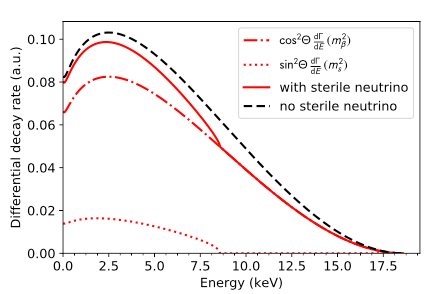 cos²Θ dΓ/dE (m²β)
sin²Θ dΓ/dE (m²s)
with sterile neutrino
no sterile neutrino
Differential decay rate (a.u.)
0.10
0.08
0.06
0.04
0.02
0.00
0.0 2.5 5.0 7.5 10.0 12.5 15.0 17.5
Energy (keV)